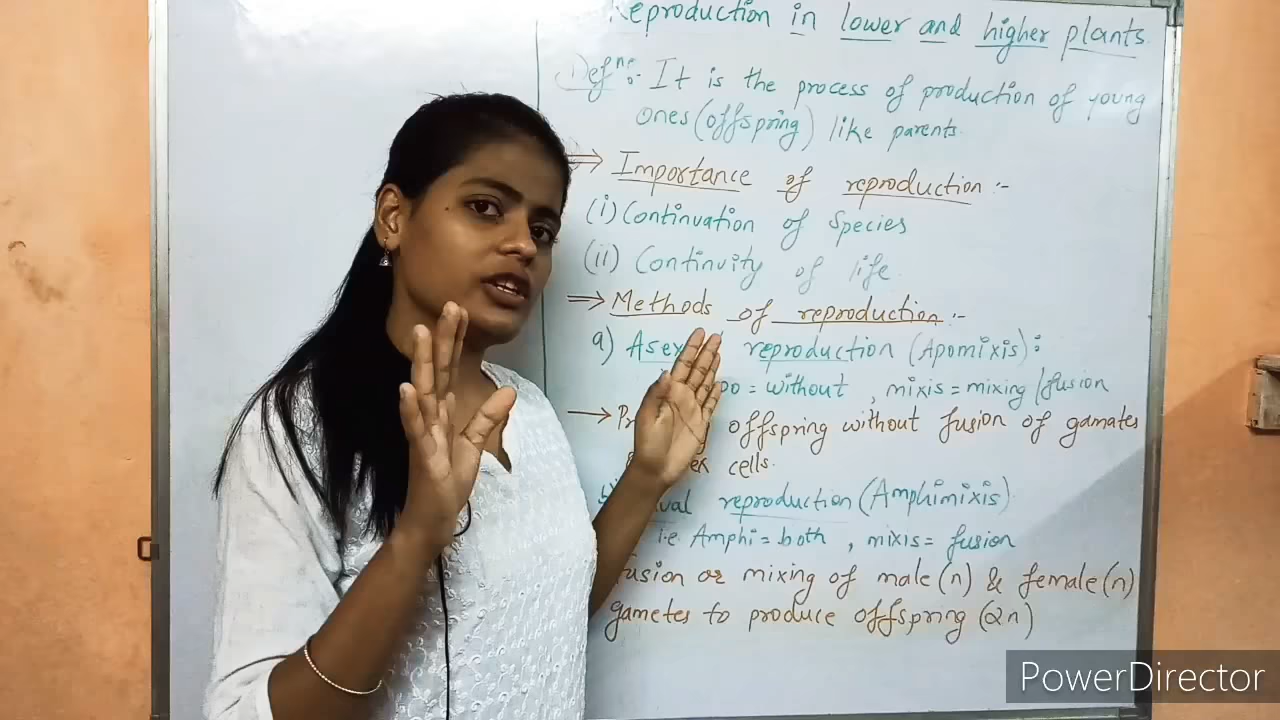 Reproduction in lower and higher plants.
Defⁿ:- It is the process of production of young
ones (offspring) like parents.
⇒ Importance of reproduction :-
(i) Continuation of Species
(ii) Continuity of life.
⇒ Methods of reproduction :-
a) reproduction (Apomixis):
= without , mixis = mixing / fusion
→ offspring without fusion of gamates
cells.
reproduction (Amphimixis)
i.e. Amphi = both , mixis = fusion
fusion or mixing of male (n) & female (n)
gametes to produce offspring (2n)
PowerDirector